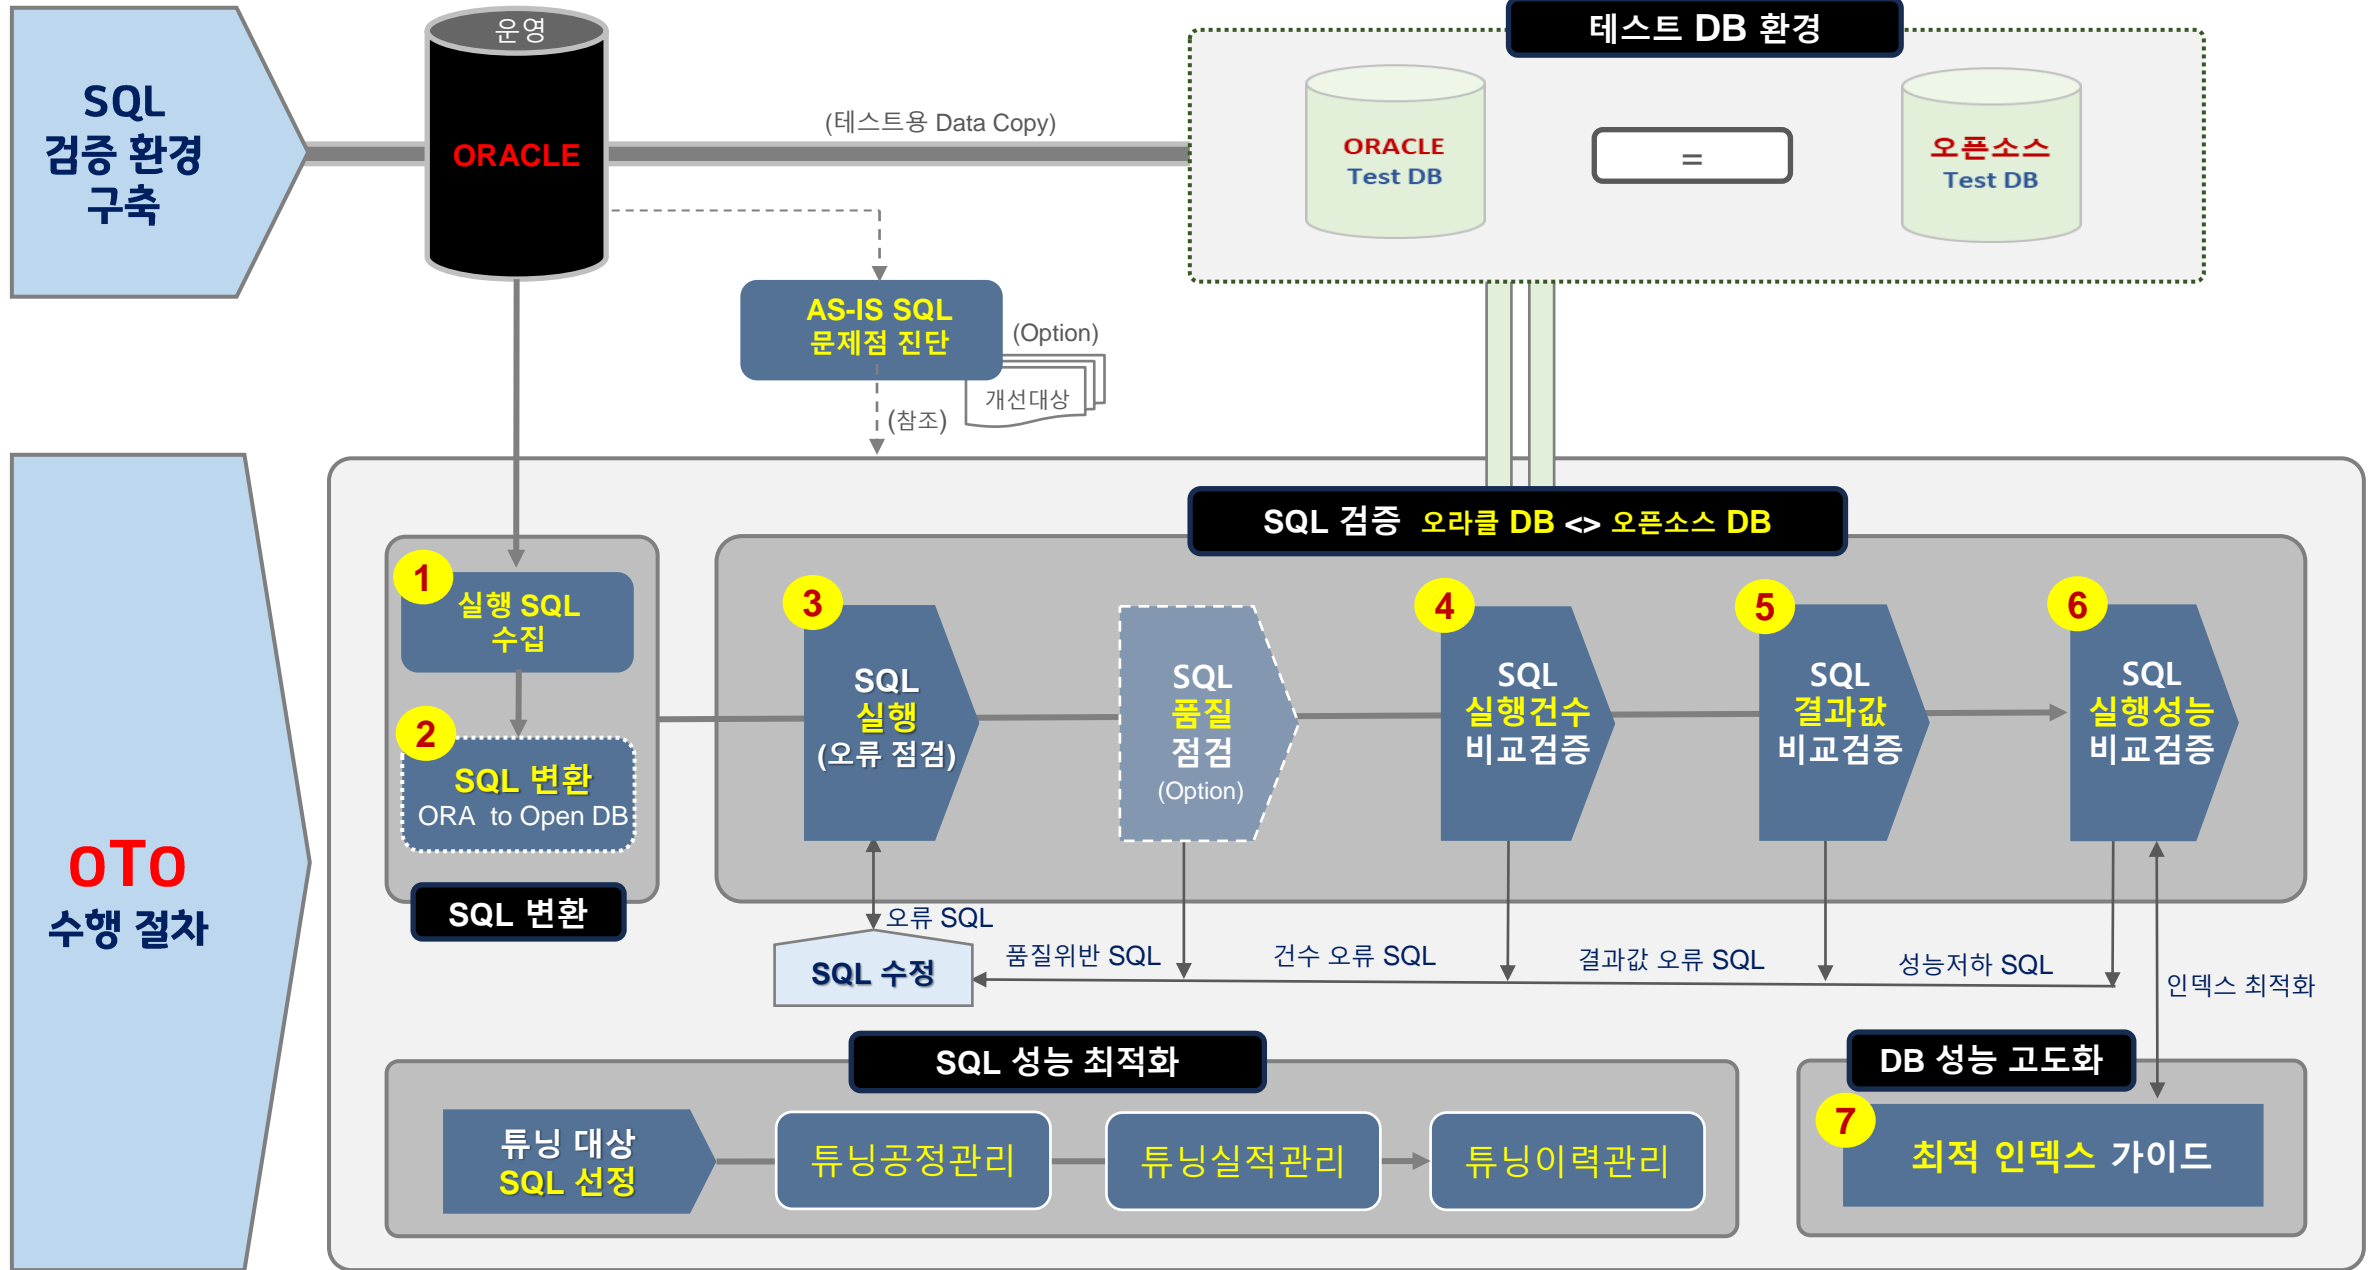 SQL
검증 환경
구축
운영
ORACLE
(테스트용 Data Copy)
테스트 DB 환경
ORACLE
Test DB
=
오픈소스
Test DB
AS-IS SQL
문제점 진단
(Option)
개선대상
(참조)
oTo
수행 절차
SQL 검증 오라클 DB <> 오픈소스 DB
1
실행 SQL
수집
2
SQL 변환
ORA to Open DB
SQL 변환
3
SQL
실행
(오류 점검)
SQL
품질
점검
(Option)
4
SQL
실행건수
비교검증
5
SQL
결과값
비교검증
6
SQL
실행성능
비교검증
오류 SQL
SQL 수정
품질위반 SQL
건수 오류 SQL
결과값 오류 SQL
성능저하 SQL
인덱스 최적화
SQL 성능 최적화
튜닝 대상
SQL 선정
튜닝공정관리
튜닝실적관리
튜닝이력관리
DB 성능 고도화
7
최적 인덱스 가이드